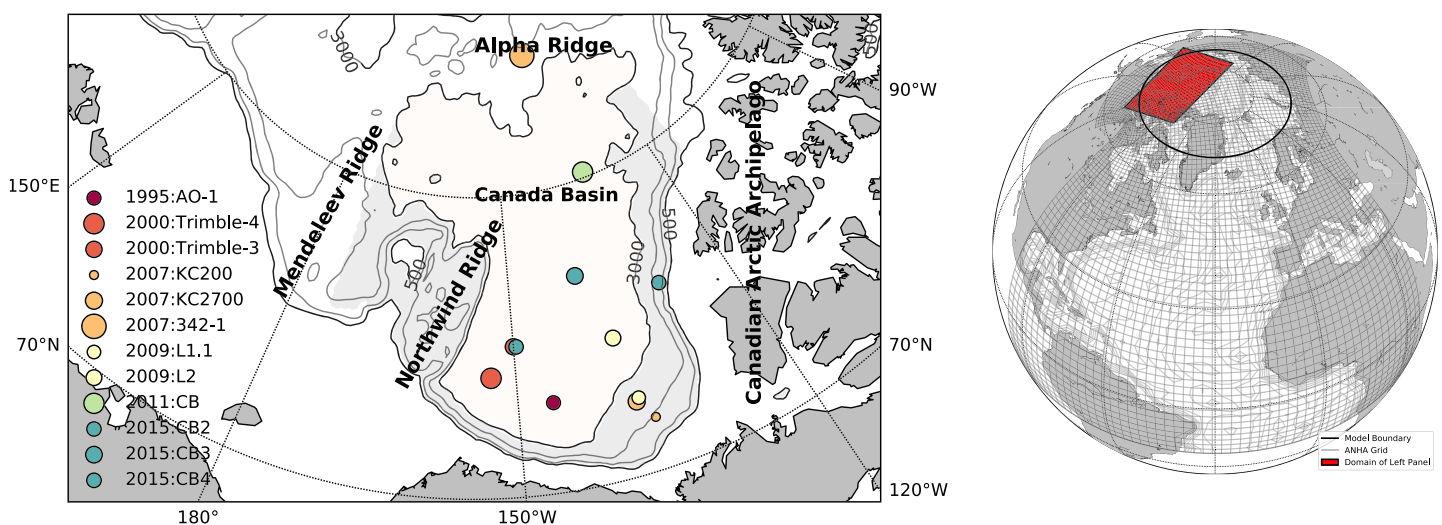 Alpha Ridge
3000
500
Canadian Arctic Archipelago
90°W
Mendeleev Ridge
150°E
Canada Basin
1995:AO-1
2000:Trimble-4
2000:Trimble-3
2007:KC200
2007:KC2700
2007:342-1
2009:L1.1
2009:L2
2011:CB
2015:CB2
2015:CB3
2015:CB4
500
Northwind Ridge
500
3000
70°N
70°N
120°W
180°
150°W
Model Boundary
ANHA Grid
Domain of Left Panel